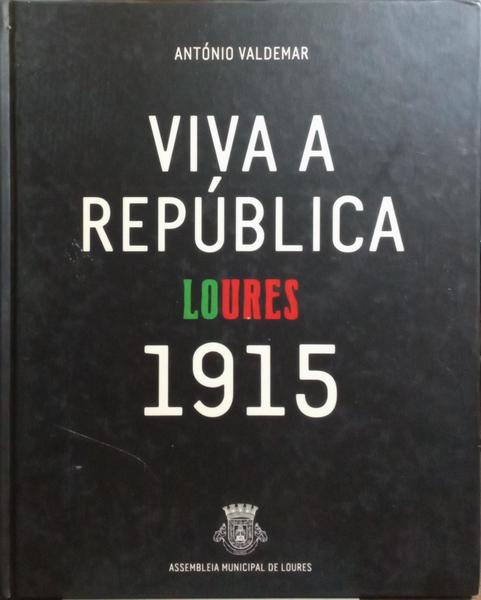 ANTÓNIO VALDEMAR
VIVA A
REPÚBLICA
LOURES
1915
ASSEMBLEIA MUNICIPAL DE LOURES